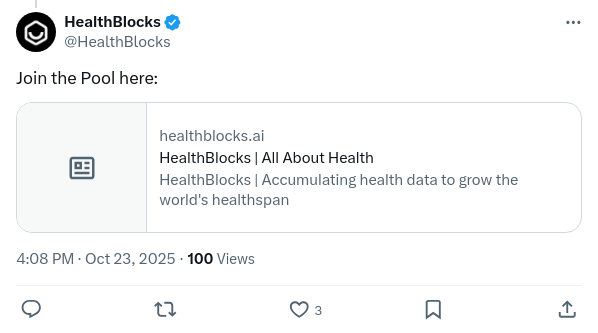 HealthBlocks
@HealthBlocks
Join the Pool here:
healthblocks.ai
HealthBlocks | All About Health
HealthBlocks | Accumulating health data to grow the
world's healthspan
4:08 PM · Oct 23, 2025 · 100 Views
3